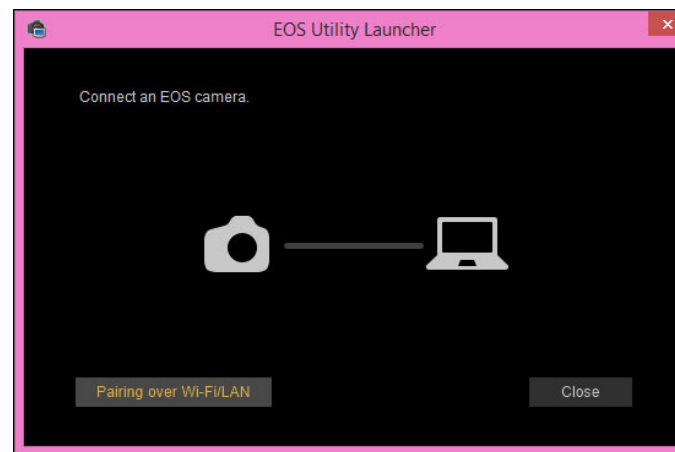 EOS Utility Launcher
Connect an EOS camera.
Pairing over Wi-Fi/LAN
Close